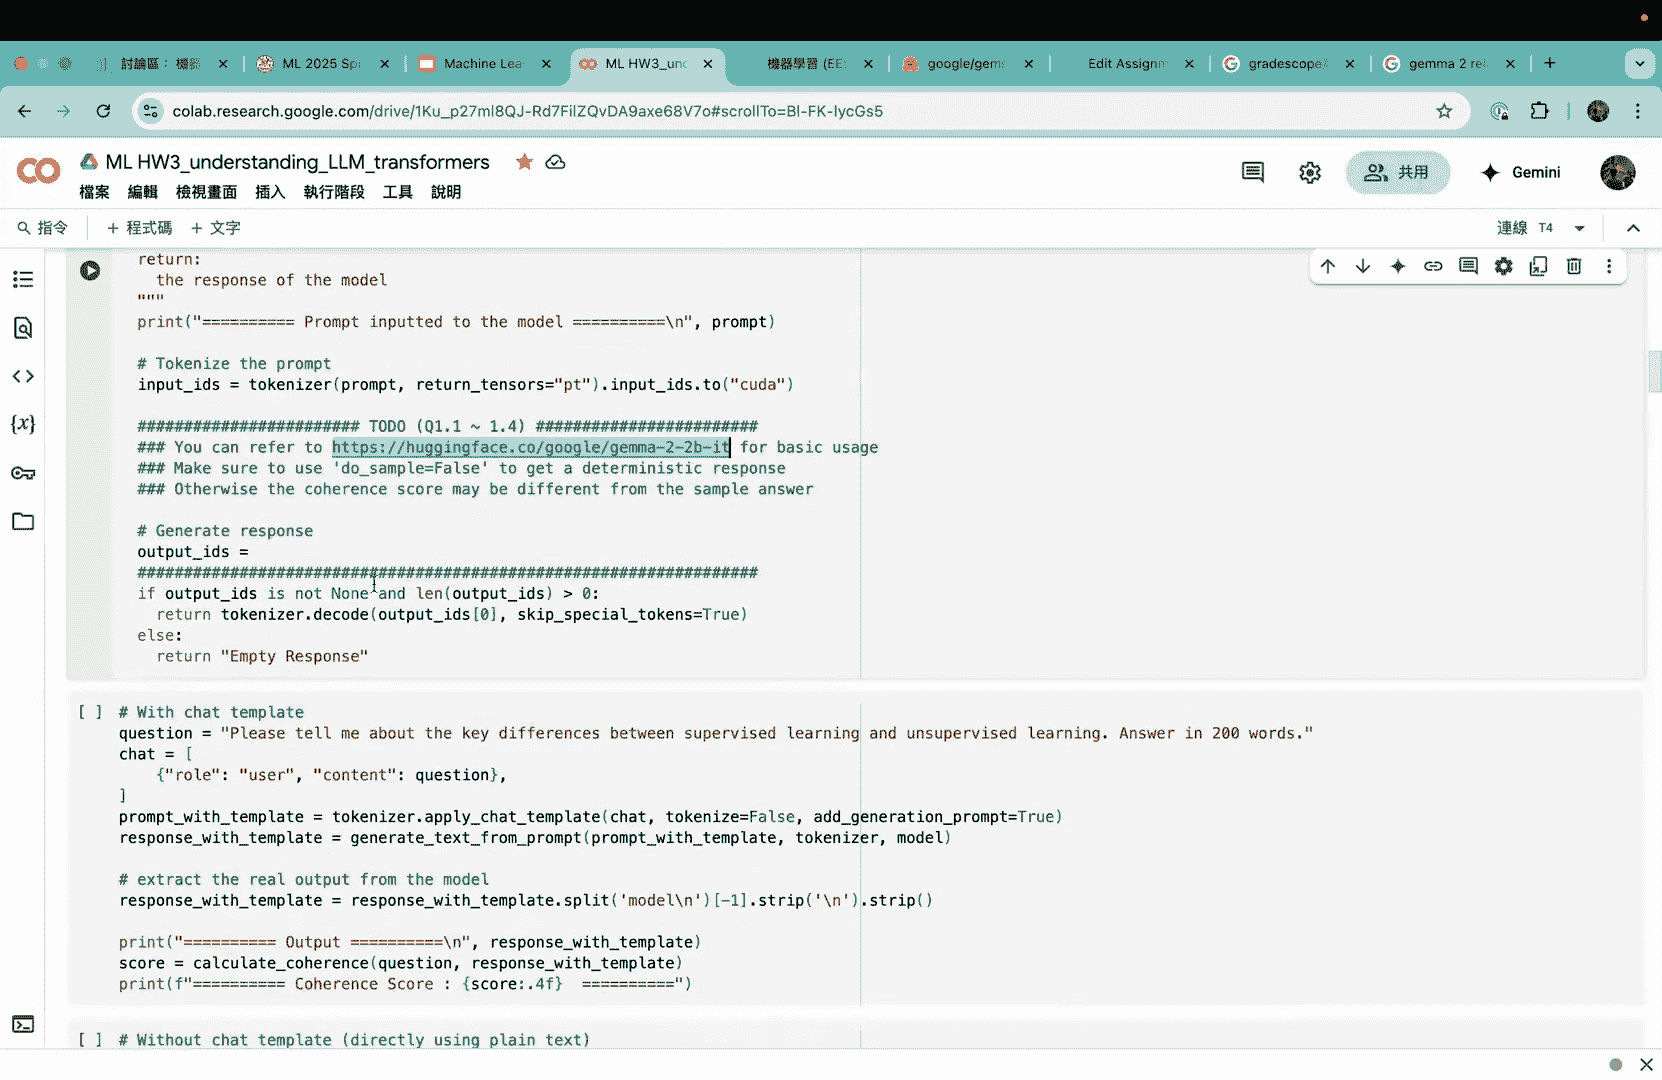 討論區： 機器
ML 2025 Spi
Machine Lea
ML HW3_und
機器學習 (EE
google/gemm
Edit Assignm
gradescope
gemma 2 rel
colab.research.google.com/drive/1Ku_p27ml8QJ-Rd7FiIZQvDA9axe68V7o#scrollTo=BI-FK-IycGs5
ML HW3_understanding_LLM_transformers
共用
Gemini
檔案 編輯 檢視畫面 插入 執行階段 工具 說明
指令 + 程式碼 + 文字
連線 T4
return:
the response of the model
"""
print("========== Prompt inputted to the model ==========\n", prompt)
# Tokenize the prompt
input_ids = tokenizer(prompt, return_tensors="pt").input_ids.to("cuda")
######################## TODO (Q1.1 ~ 1.4) ########################
### You can refer to https://huggingface.co/google/gemma-2-2b-it for basic usage
### Make sure to use 'do_sample=False' to get a deterministic response
### Otherwise the coherence score may be different from the sample answer
# Generate response
output_ids =
###################################################################
if output_ids is not None and len(output_ids) > 0:
return tokenizer.decode(output_ids[0], skip_special_tokens=True)
else:
return "Empty Response"
[ ] # With chat template
question = "Please tell me about the key differences between supervised learning and unsupervised learning. Answer in 200 words."
chat = [
{"role": "user", "content": question},
]
prompt_with_template = tokenizer.apply_chat_template(chat, tokenize=False, add_generation_prompt=True)
response_with_template = generate_text_from_prompt(prompt_with_template, tokenizer, model)
# extract the real output from the model
response_with_template = response_with_template.split('model\n')[-1].strip('\n').strip()
print("========== Output ==========\n", response_with_template)
score = calculate_coherence(question, response_with_template)
print(f"========== Coherence Score : {score:.4f} ==========")
[ ] # Without chat template (directly using plain text)